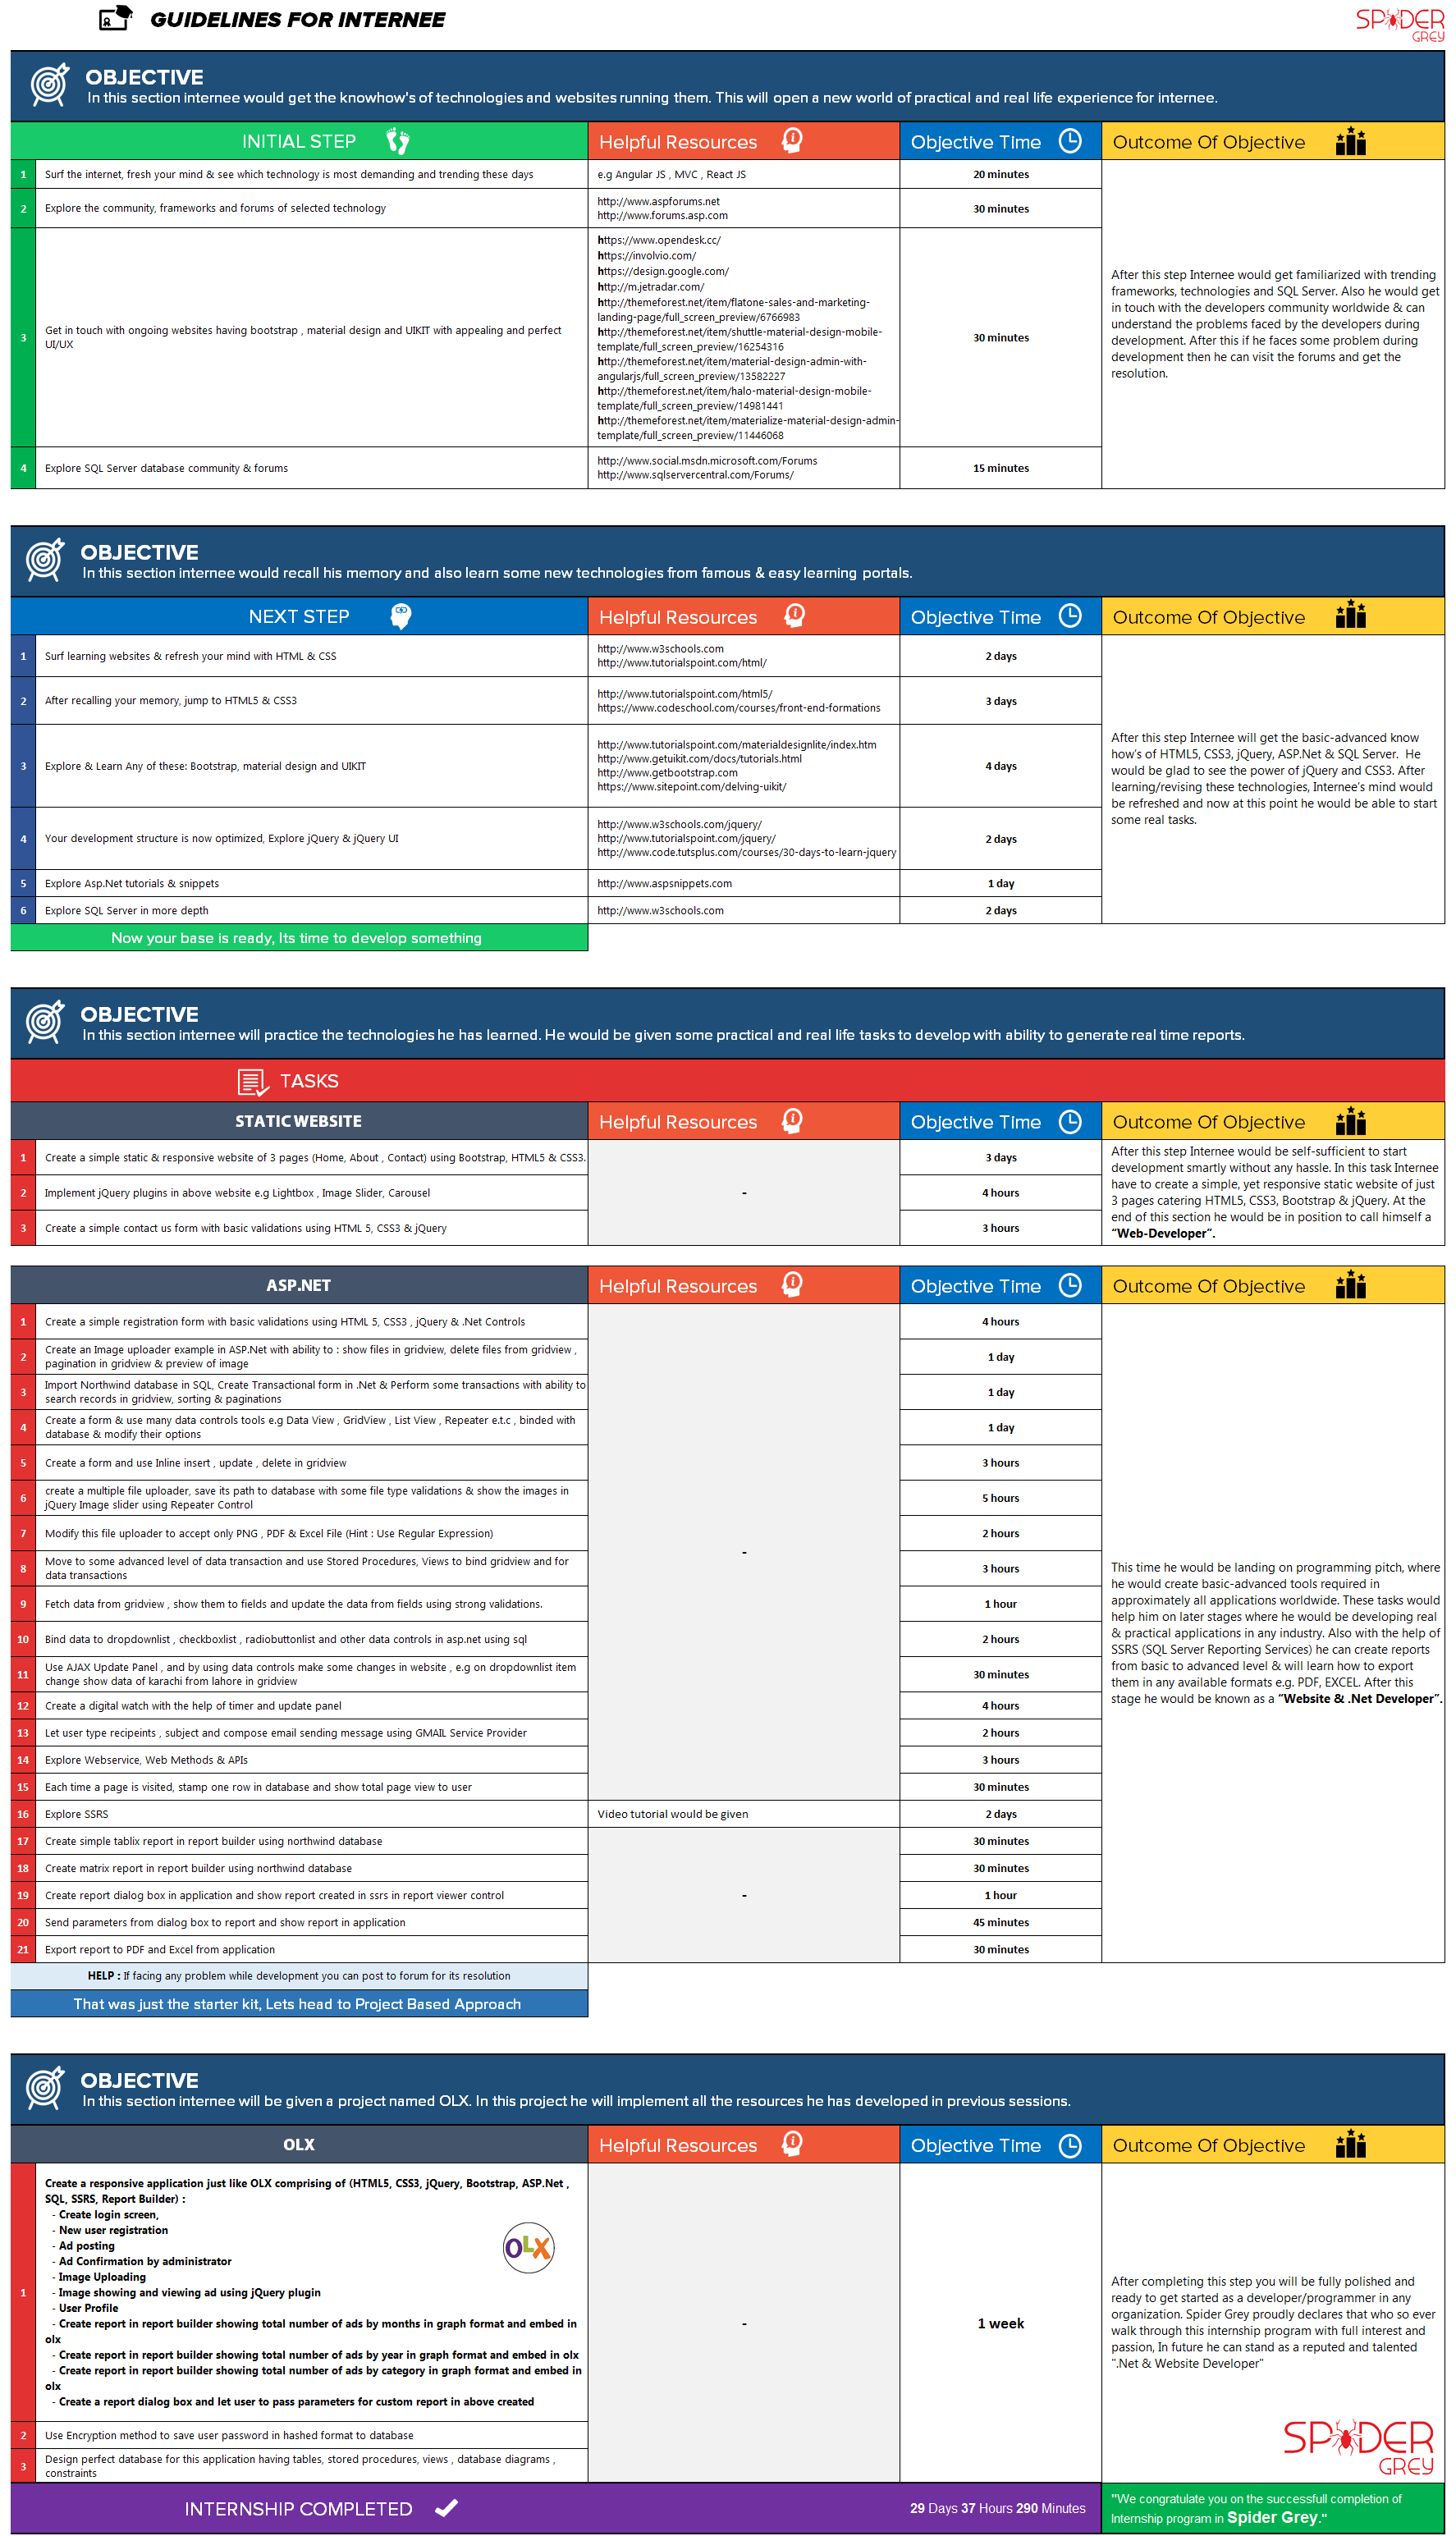 GUIDELINES FOR INTERNEE
SPIDER
GREY
OBJECTIVE
In this section internee would get the knowhow's of technologies and websites running them. This will open a new world of practical and real life experience for internee.
INITIAL STEP
Helpful Resources
Objective Time
Outcome Of Objective
1
Surf the internet, fresh your mind & see which technology is most demanding and trending these days
e.g Angular JS , MVC , React JS
20 minutes
2
Explore the community, frameworks and forums of selected technology
http://www.aspforums.net
http://www.forums.asp.com
30 minutes
3
Get in touch with ongoing websites having bootstrap , material design and UIKIT with appealing and perfect
UI/UX
https://www.opendesk.cc/
https://involvio.com/
https://design.google.com/
http://m.jetradar.com/
http://themeforest.net/item/flatone-sales-and-marketing-
landing-page/full_screen_preview/6766983
http://themeforest.net/item/shuttle-material-design-mobile-
template/full_screen_preview/16254316
http://themeforest.net/item/material-design-admin-with-
angularjs/full_screen_preview/13582227
http://themeforest.net/item/halo-material-design-mobile-
template/full_screen_preview/14981441
http://themeforest.net/item/materialize-material-design-admin-
template/full_screen_preview/11446068
30 minutes
4
Explore SQL Server database community & forums
http://www.social.msdn.microsoft.com/Forums
http://www.sqlservercentral.com/Forums/
15 minutes
After this step Internee would get familiarized with trending
frameworks, technologies and SQL Server. Also he would get
in touch with the developers community worldwide & can
understand the problems faced by the developers during
development. After this if he faces some problem during
development then he can visit the forums and get the
resolution.
OBJECTIVE
In this section internee would recall his memory and also learn some new technologies from famous & easy learning portals.
NEXT STEP
Helpful Resources
Objective Time
Outcome Of Objective
1
Surf learning websites & refresh your mind with HTML & CSS
http://www.w3schools.com
http://www.tutorialspoint.com/html/
2 days
2
After recalling your memory, jump to HTML5 & CSS3
http://www.tutorialspoint.com/html5/
https://www.codeschool.com/courses/front-end-formations
3 days
3
Explore & Learn Any of these: Bootstrap, material design and UIKIT
http://www.tutorialspoint.com/materialdesignlite/index.htm
http://www.getuikit.com/docs/tutorials.html
http://www.getbootstrap.com
https://www.sitepoint.com/delving-uikit/
4 days
4
Your development structure is now optimized, Explore jQuery & jQuery UI
http://www.w3schools.com/jquery/
http://www.tutorialspoint.com/jquery/
http://www.code.tutsplus.com/courses/30-days-to-learn-jquery
2 days
5
Explore Asp.Net tutorials & snippets
http://www.aspsnippets.com
1 day
6
Explore SQL Server in more depth
http://www.w3schools.com
2 days
After this step Internee will get the basic-advanced know
how's of HTML5, CSS3, jQuery, ASP.Net & SQL Server. He
would be glad to see the power of jQuery and CSS3. After
learning/revising these technologies, Internee's mind would
be refreshed and now at this point he would be able to start
some real tasks.
Now your base is ready, Its time to develop something
OBJECTIVE
In this section internee will practice the technologies he has learned. He would be given some practical and real life tasks to develop with ability to generate real time reports.
TASKS
STATIC WEBSITE
Helpful Resources
Objective Time
Outcome Of Objective
1
Create a simple static & responsive website of 3 pages (Home, About , Contact) using Bootstrap, HTML5 & CSS3.
3 days
2
Implement jQuery plugins in above website e.g Lightbox , Image Slider, Carousel
-
4 hours
3
Create a simple contact us form with basic validations using HTML 5, CSS3 & jQuery
3 hours
After this step Internee would be self-sufficient to start
development smartly without any hassle. In this task Internee
have to create a simple, yet responsive static website of just
3 pages catering HTML5, CSS3, Bootstrap & jQuery. At the
end of this section he would be in position to call himself a
“Web-Developer”.
ASP.NET
Helpful Resources
Objective Time
Outcome Of Objective
1
Create a simple registration form with basic validations using HTML 5, CSS3 , jQuery & .Net Controls
4 hours
2
Create an Image uploader example in ASP.Net with ability to : show files in gridview, delete files from gridview ,
pagination in gridview & preview of image
1 day
3
Import Northwind database in SQL, Create Transactional form in .Net & Perform some transactions with ability to
search records in gridview, sorting & paginations
1 day
4
Create a form & use many data controls tools e.g Data View , GridView , List View , Repeater e.t.c , binded with
database & modify their options
1 day
5
Create a form and use Inline insert , update , delete in gridview
3 hours
6
create a multiple file uploader, save its path to database with some file type validations & show the images in
jQuery Image slider using Repeater Control
5 hours
7
Modify this file uploader to accept only PNG , PDF & Excel File (Hint : Use Regular Expression)
-
2 hours
8
Move to some advanced level of data transaction and use Stored Procedures, Views to bind gridview and for
data transactions
3 hours
9
Fetch data from gridview , show them to fields and update the data from fields using strong validations.
1 hour
10
Bind data to dropdownlist , checkboxlist , radiobuttonlist and other data controls in asp.net using sql
2 hours
11
Use AJAX Update Panel , and by using data controls make some changes in website , e.g on dropdownlist item
change show data of karachi from lahore in gridview
30 minutes
12
Create a digital watch with the help of timer and update panel
4 hours
13
Let user type recipeints , subject and compose email sending message using GMAIL Service Provider
2 hours
14
Explore Webservice, Web Methods & APIs
3 hours
15
Each time a page is visited, stamp one row in database and show total page view to user
30 minutes
16
Explore SSRS
Video tutorial would be given
2 days
17
Create simple tablix report in report builder using northwind database
30 minutes
18
Create matrix report in report builder using northwind database
30 minutes
19
Create report dialog box in application and show report created in ssrs in report viewer control
-
1 hour
20
Send parameters from dialog box to report and show report in application
45 minutes
21
Export report to PDF and Excel from application
30 minutes
This time he would be landing on programming pitch, where
he would create basic-advanced tools required in
approximately all applications worldwide. These tasks would
help him on later stages where he would be developing real
& practical applications in any industry. Also with the help of
SSRS (SQL Server Reporting Services) he can create reports
from basic to advanced level & will learn how to export
them in any available formats e.g. PDF, EXCEL. After this
stage he would be known as a “Website & .Net Developer”.
HELP : If facing any problem while development you can post to forum for its resolution
That was just the starter kit, Lets head to Project Based Approach
OBJECTIVE
In this section internee will be given a project named OLX. In this project he will implement all the resources he has developed in previous sessions.
OLX
Helpful Resources
Objective Time
Outcome Of Objective
1
Create a responsive application just like OLX comprising of (HTML5, CSS3, jQuery, Bootstrap, ASP.Net ,
SQL, SSRS, Report Builder) :
- Create login screen,
- New user registration
- Ad posting
- Ad Confirmation by administrator
- Image Uploading
- Image showing and viewing ad using jQuery plugin
- User Profile
- Create report in report builder showing total number of ads by months in graph format and embed in
olx
- Create report in report builder showing total number of ads by year in graph format and embed in olx
- Create report in report builder showing total number of ads by category in graph format and embed in
olx
- Create a report dialog box and let user to pass parameters for custom report in above created
OLX
-
1 week
2
Use Encryption method to save user password in hashed format to database
3
Design perfect database for this application having tables, stored procedures, views , database diagrams ,
constraints
After completing this step you will be fully polished and
ready to get started as a developer/programmer in any
organization. Spider Grey proudly declares that who so ever
walk through this internship program with full interest and
passion, In future he can stand as a reputed and talented
".Net & Website Developer"
SPIDER
GREY
INTERNSHIP COMPLETED
29 Days 37 Hours 290 Minutes
"We congratulate you on the successfull completion of
Internship program in Spider Grey."